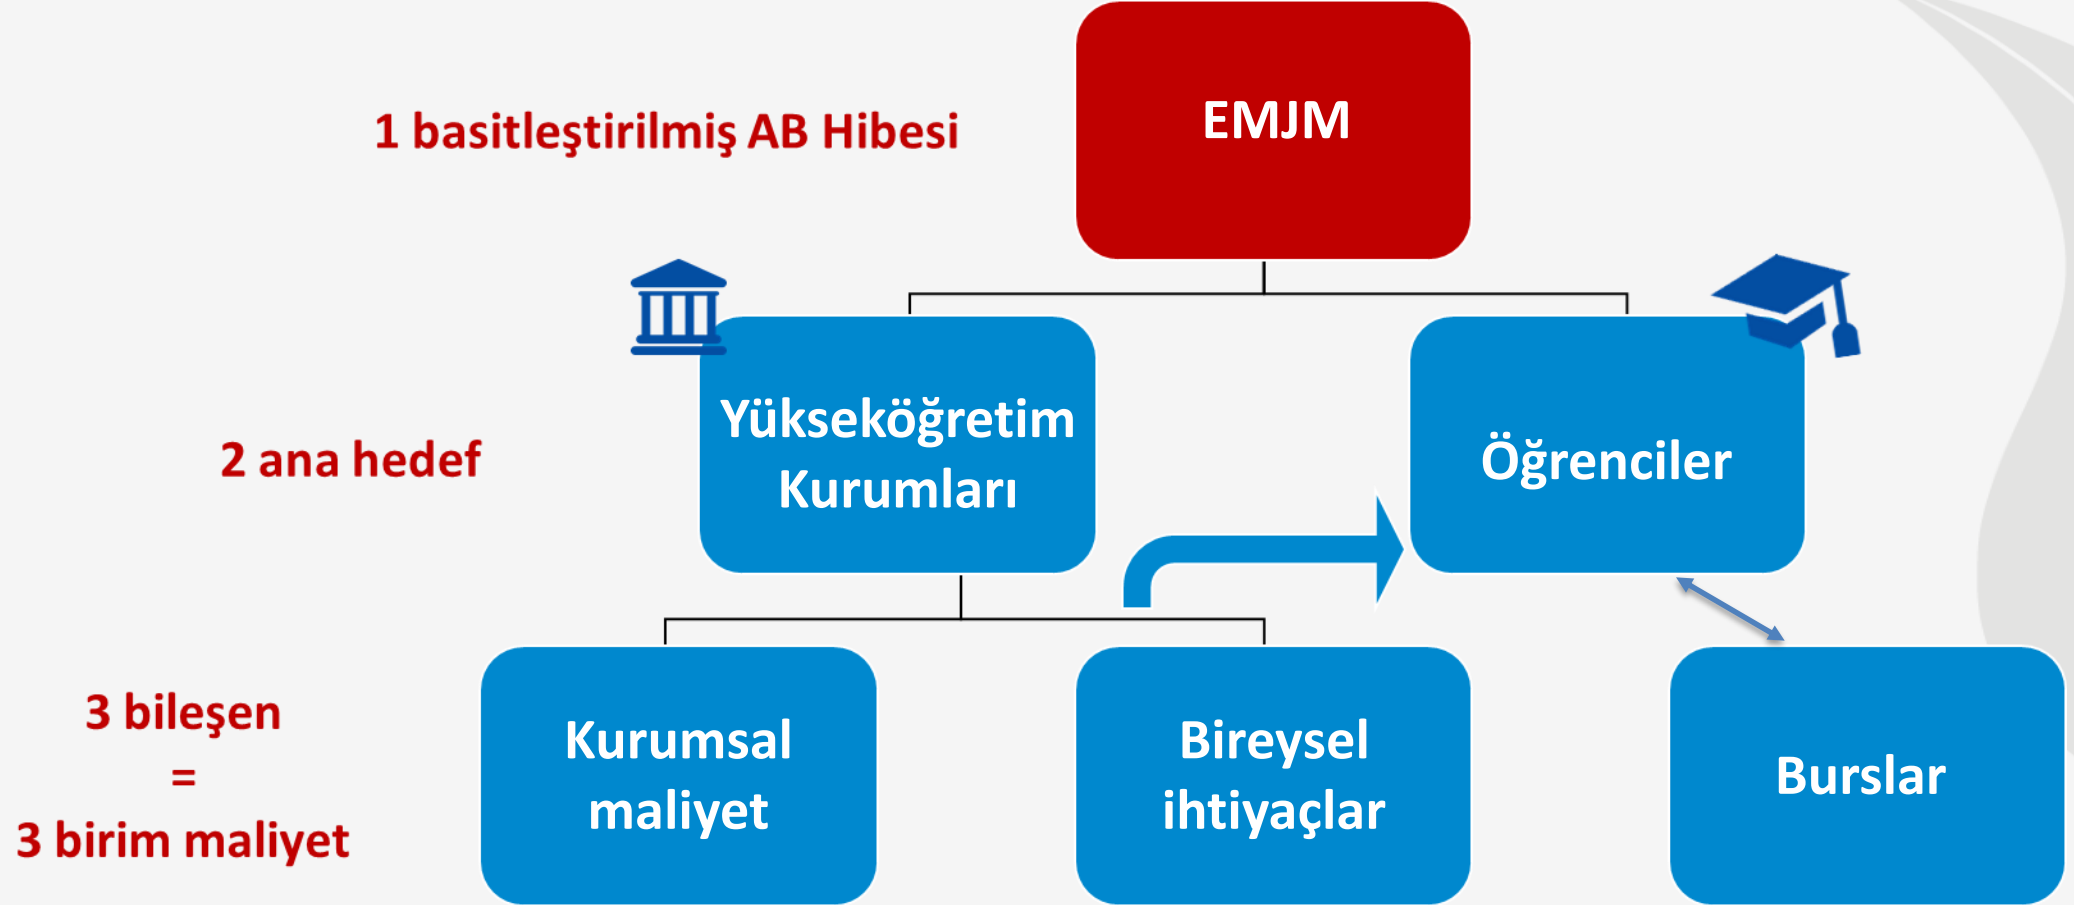 1 basitleştirilmiş AB Hibesi
EMJM
2 ana hedef
Yükseköğretim
Kurumları
Öğrenciler
3 bileşen
=
3 birim maliyet
Kurumsal
maliyet
Bireysel
ihtiyaçlar
Burslar